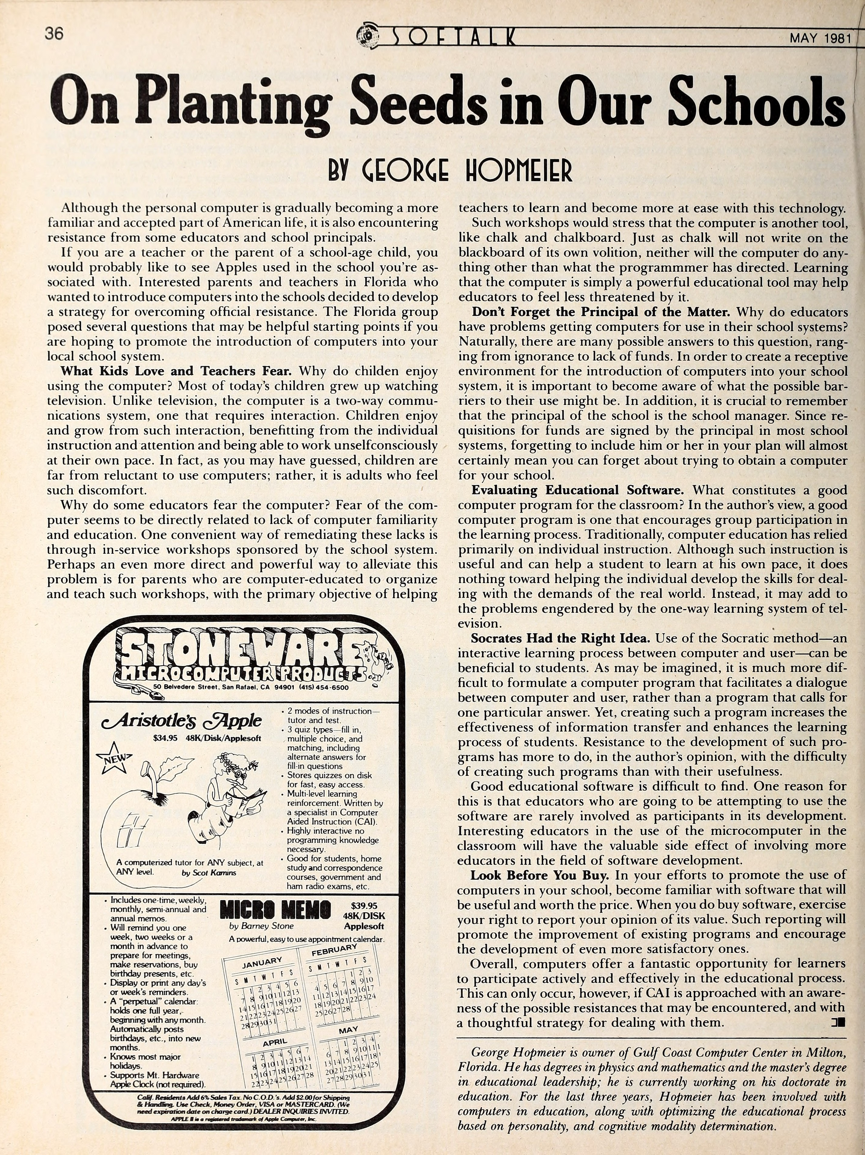 36
SOFTALK
MAY 1981
On Planting Seeds in Our Schools
BY GEORGE HOPMEIER
Although the personal computer is gradually becoming a more
familiar and accepted part of American life, it is also encountering
resistance from some educators and school principals.
If you are a teacher or the parent of a school-age child, you
would probably like to see Apples used in the school you're as-
sociated with. Interested parents and teachers in Florida who
wanted to introduce computers into the schools decided to develop
a strategy for overcoming official resistance. The Florida group
posed several questions that may be helpful starting points if you
are hoping to promote the introduction of computers into your
local school system.
What Kids Love and Teachers Fear. Why do childen enjoy
using the computer? Most of today's children grew up watching
television. Unlike television, the computer is a two-way commu-
nications system, one that requires interaction. Children enjoy
and grow from such interaction, benefitting from the individual
instruction and attention and being able to work unselfconsciously
at their own pace. In fact, as you may have guessed, children are
far from reluctant to use computers; rather, it is adults who feel
such discomfort.
Why do some educators fear the computer? Fear of the com-
puter seems to be directly related to lack of computer familiarity
and education. One convenient way of remediating these lacks is
through in-service workshops sponsored by the school system.
Perhaps an even more direct and powerful way to alleviate this
problem is for parents who are computer-educated to organize
and teach such workshops, with the primary objective of helping
teachers to learn and become more at ease with this technology.
Such workshops would stress that the computer is another tool,
like chalk and chalkboard. Just as chalk will not write on the
blackboard of its own volition, neither will the computer do any-
thing other than what the programmmer has directed. Learning
that the computer is simply a powerful educational tool may help
educators to feel less threatened by it.
Don't Forget the Principal of the Matter. Why do educators
have problems getting computers for use in their school systems?
Naturally, there are many possible answers to this question, rang-
ing from ignorance to lack of funds. In order to create a receptive
environment for the introduction of computers into your school
system, it is important to become aware of what the possible bar-
riers to their use might be. In addition, it is crucial to remember
that the principal of the school is the school manager. Since re-
quisitions for funds are signed by the principal in most school
systems, forgetting to include him or her in your plan will almost
certainly mean you can forget about trying to obtain a computer
for your school.
Evaluating Educational Software. What constitutes a good
computer program for the classroom? In the author's view, a good
computer program is one that encourages group participation in
the learning process. Traditionally, computer education has relied
primarily on individual instruction. Although such instruction is
useful and can help a student to learn at his own pace, it does
nothing toward helping the individual develop the skills for deal-
ing with the demands of the real world. Instead, it may add to
the problems engendered by the one-way learning system of tel-
evision.
Socrates Had the Right Idea. Use of the Socratic method—an
interactive learning process between computer and user—can be
beneficial to students. As may be imagined, it is much more dif-
ficult to formulate a computer program that facilitates a dialogue
between computer and user, rather than a program that calls for
one particular answer. Yet, creating such a program increases the
effectiveness of information transfer and enhances the learning
process of students. Resistance to the development of such pro-
grams has more to do, in the author's opinion, with the difficulty
of creating such programs than with their usefulness.
Good educational software is difficult to find. One reason for
this is that educators who are going to be attempting to use the
software are rarely involved as participants in its development.
Interesting educators in the use of the microcomputer in the
classroom will have the valuable side effect of involving more
educators in the field of software development.
Look Before You Buy. In your efforts to promote the use of
computers in your school, become familiar with software that will
be useful and worth the price. When you do buy software, exercise
your right to report your opinion of its value. Such reporting will
promote the improvement of existing programs and encourage
the development of even more satisfactory ones.
Overall, computers offer a fantastic opportunity for learners
to participate actively and effectively in the educational process.
This can only occur, however, if CAI is approached with an aware-
ness of the possible resistances that may be encountered, and with
a thoughtful strategy for dealing with them.
George Hopmeier is owner of Gulf Coast Computer Center in Milton,
Florida. He has degrees in physics and mathematics and the master's degree
in educational leadership; he is currently working on his doctorate in
education. For the last three years, Hopmeier has been involved with
computers in education, along with optimizing the educational process
based on personality, and cognitive modality determination.
STONEWARE
MICROCOMPUTER PRODUCTS
50 Belvedere Street, San Rafael, CA 94901 (415) 454-6500
Aristotle's Apple
$34.95 48K/Disk/Applesoft
NEW
A computerized tutor for ANY subject, at
ANY level. by Scot Kamins
• 2 modes of instruction—
tutor and test.
• 3 quiz types—fill in,
multiple choice, and
matching, including
alternate answers for
fill-in questions
• Stores quizzes on disk
for fast, easy access.
• Multi-level learning
reinforcement. Written by
a specialist in Computer
Aided Instruction (CAI).
• Highly interactive no
programming knowledge
necessary.
• Good for students, home
study and correspondence
courses, government and
ham radio exams, etc.
• Includes one-time, weekly,
monthly, semi-annual and
annual memos.
• Will remind you one
week, two weeks or a
month in advance to
prepare for meetings,
make reservations, buy
birthday presents, etc.
• Display or print any day's
or week's reminders.
• A "perpetual" calendar
holds one full year,
beginning with any month.
Automatically posts
birthdays, etc., into new
months.
• Knows most major
holidays.
• Supports Mt. Hardware
Apple Clock (not required).
MICRO MEMO
by Barney Stone
$39.95
48K/DISK
Applesoft
A powerful, easy to use appointment calendar.
JANUARY
S M T W T F S
FEBRUARY
S M T W T F S
APRIL
MAY
Calif. Residents Add 6% Sales Tax. No C.O.D.'s. Add $2.00 for Shipping
& Handling. Use Check, Money Order, VISA or MASTERCARD. (We
need expiration date on charge card.) DEALER INQUIRIES INVITED.
APPLE II is a registered trademark of Apple Computer, Inc.